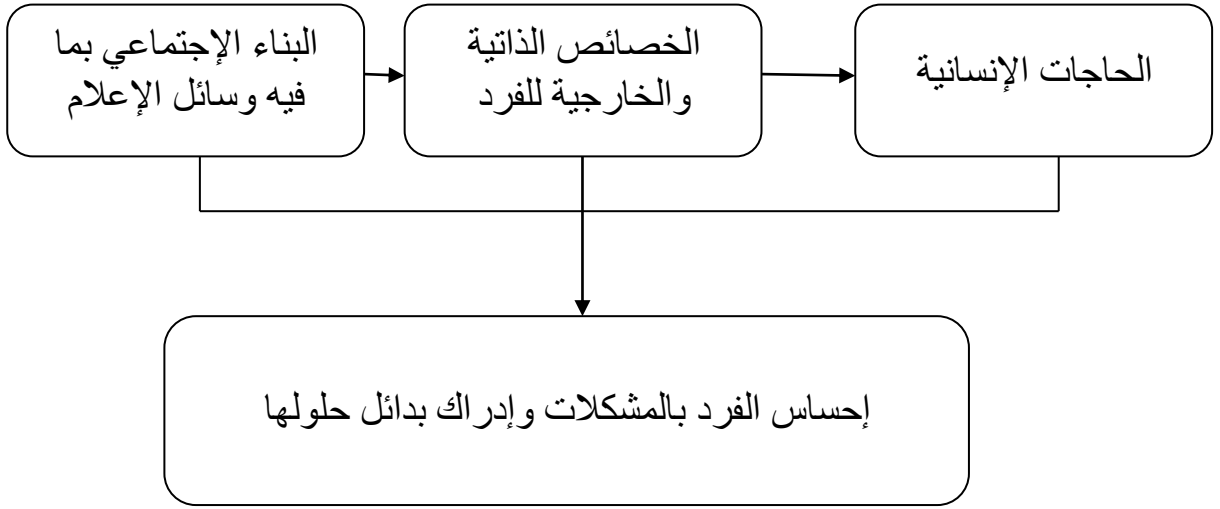 الحاجات الإنسانية
الخصائص الذاتية
والخارجية للفرد
البناء الإجتماعي بما
فيه وسائل الإعلام
إحساس الفرد بالمشكلات وإدراك بدائل حلولها